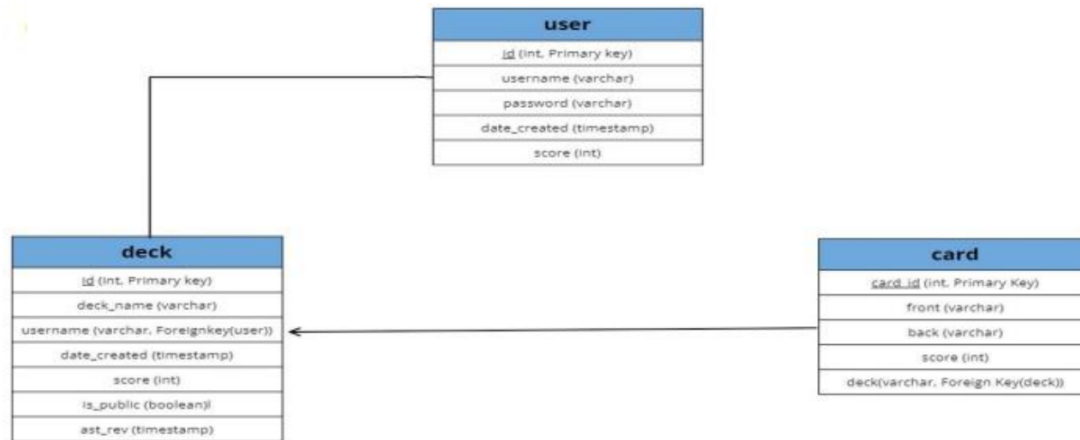 user
id (int, Primary key)
username (varchar)
password (varchar)
date_created (timestamp)
score (int)
deck
id (int, Primary key)
deck_name (varchar)
username (varchar, Foreignkey(user))
date_created (timestamp)
score (int)
is_public (boolean)l
ast_rev (timestamp)
card
card_id (int, Primary Key)
front (varchar)
back (varchar)
score (int)
deck(varchar, Foreign Key(deck))